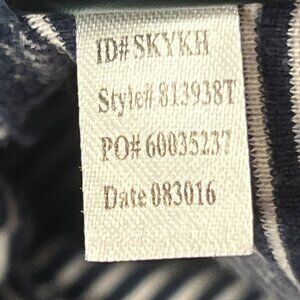 ID# SKYKH
Style# 813938T
PO# 60035237
Date 083016